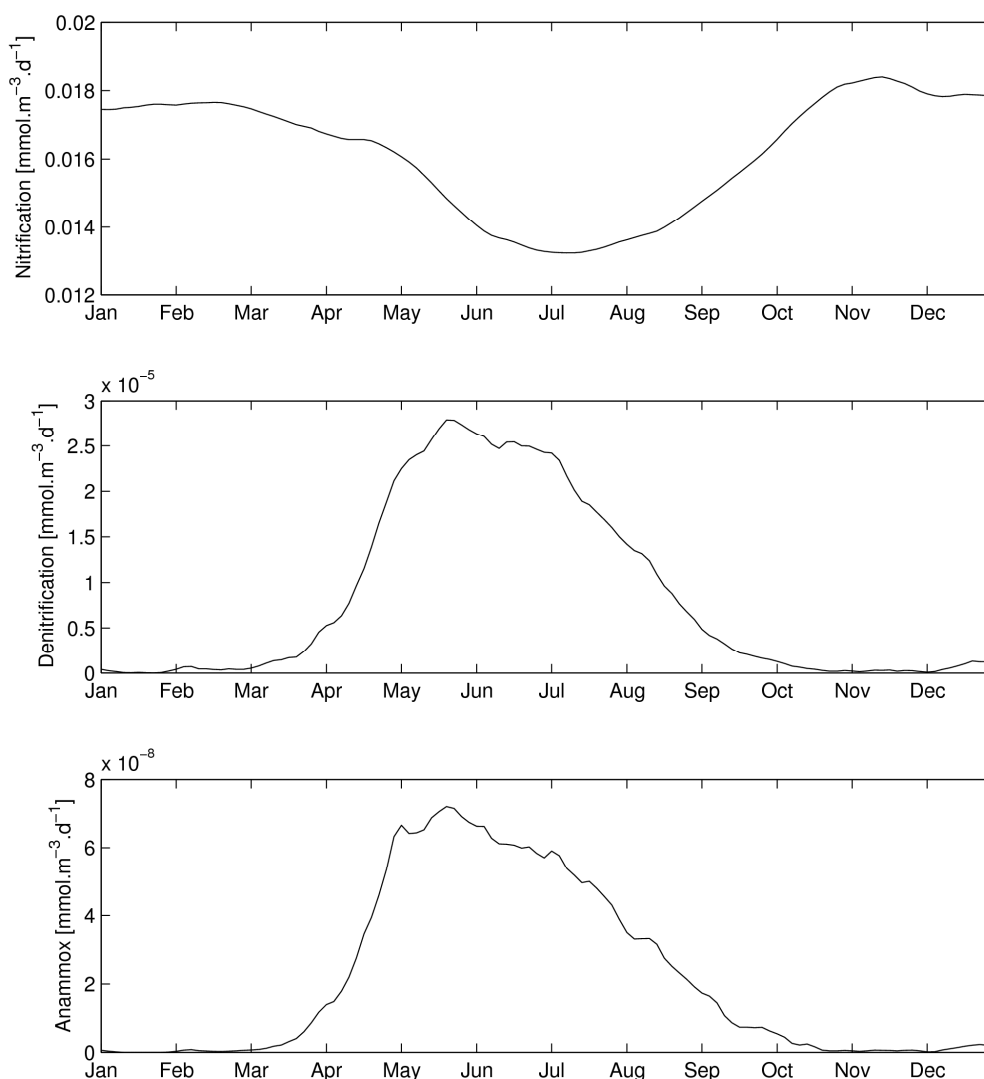 0.02
0.018
0.016
0.014
0.012
Nitrification [mmol.m⁻³.d⁻¹]
Jan Feb Mar Apr May Jun Jul Aug Sep Oct Nov Dec
x 10⁻⁵
3
2.5
2
1.5
1
0.5
0
Denitrification [mmol.m⁻³.d⁻¹]
Jan Feb Mar Apr May Jun Jul Aug Sep Oct Nov Dec
x 10⁻⁸
8
6
4
2
0
Anammox [mmol.m⁻³.d⁻¹]
Jan Feb Mar Apr May Jun Jul Aug Sep Oct Nov Dec